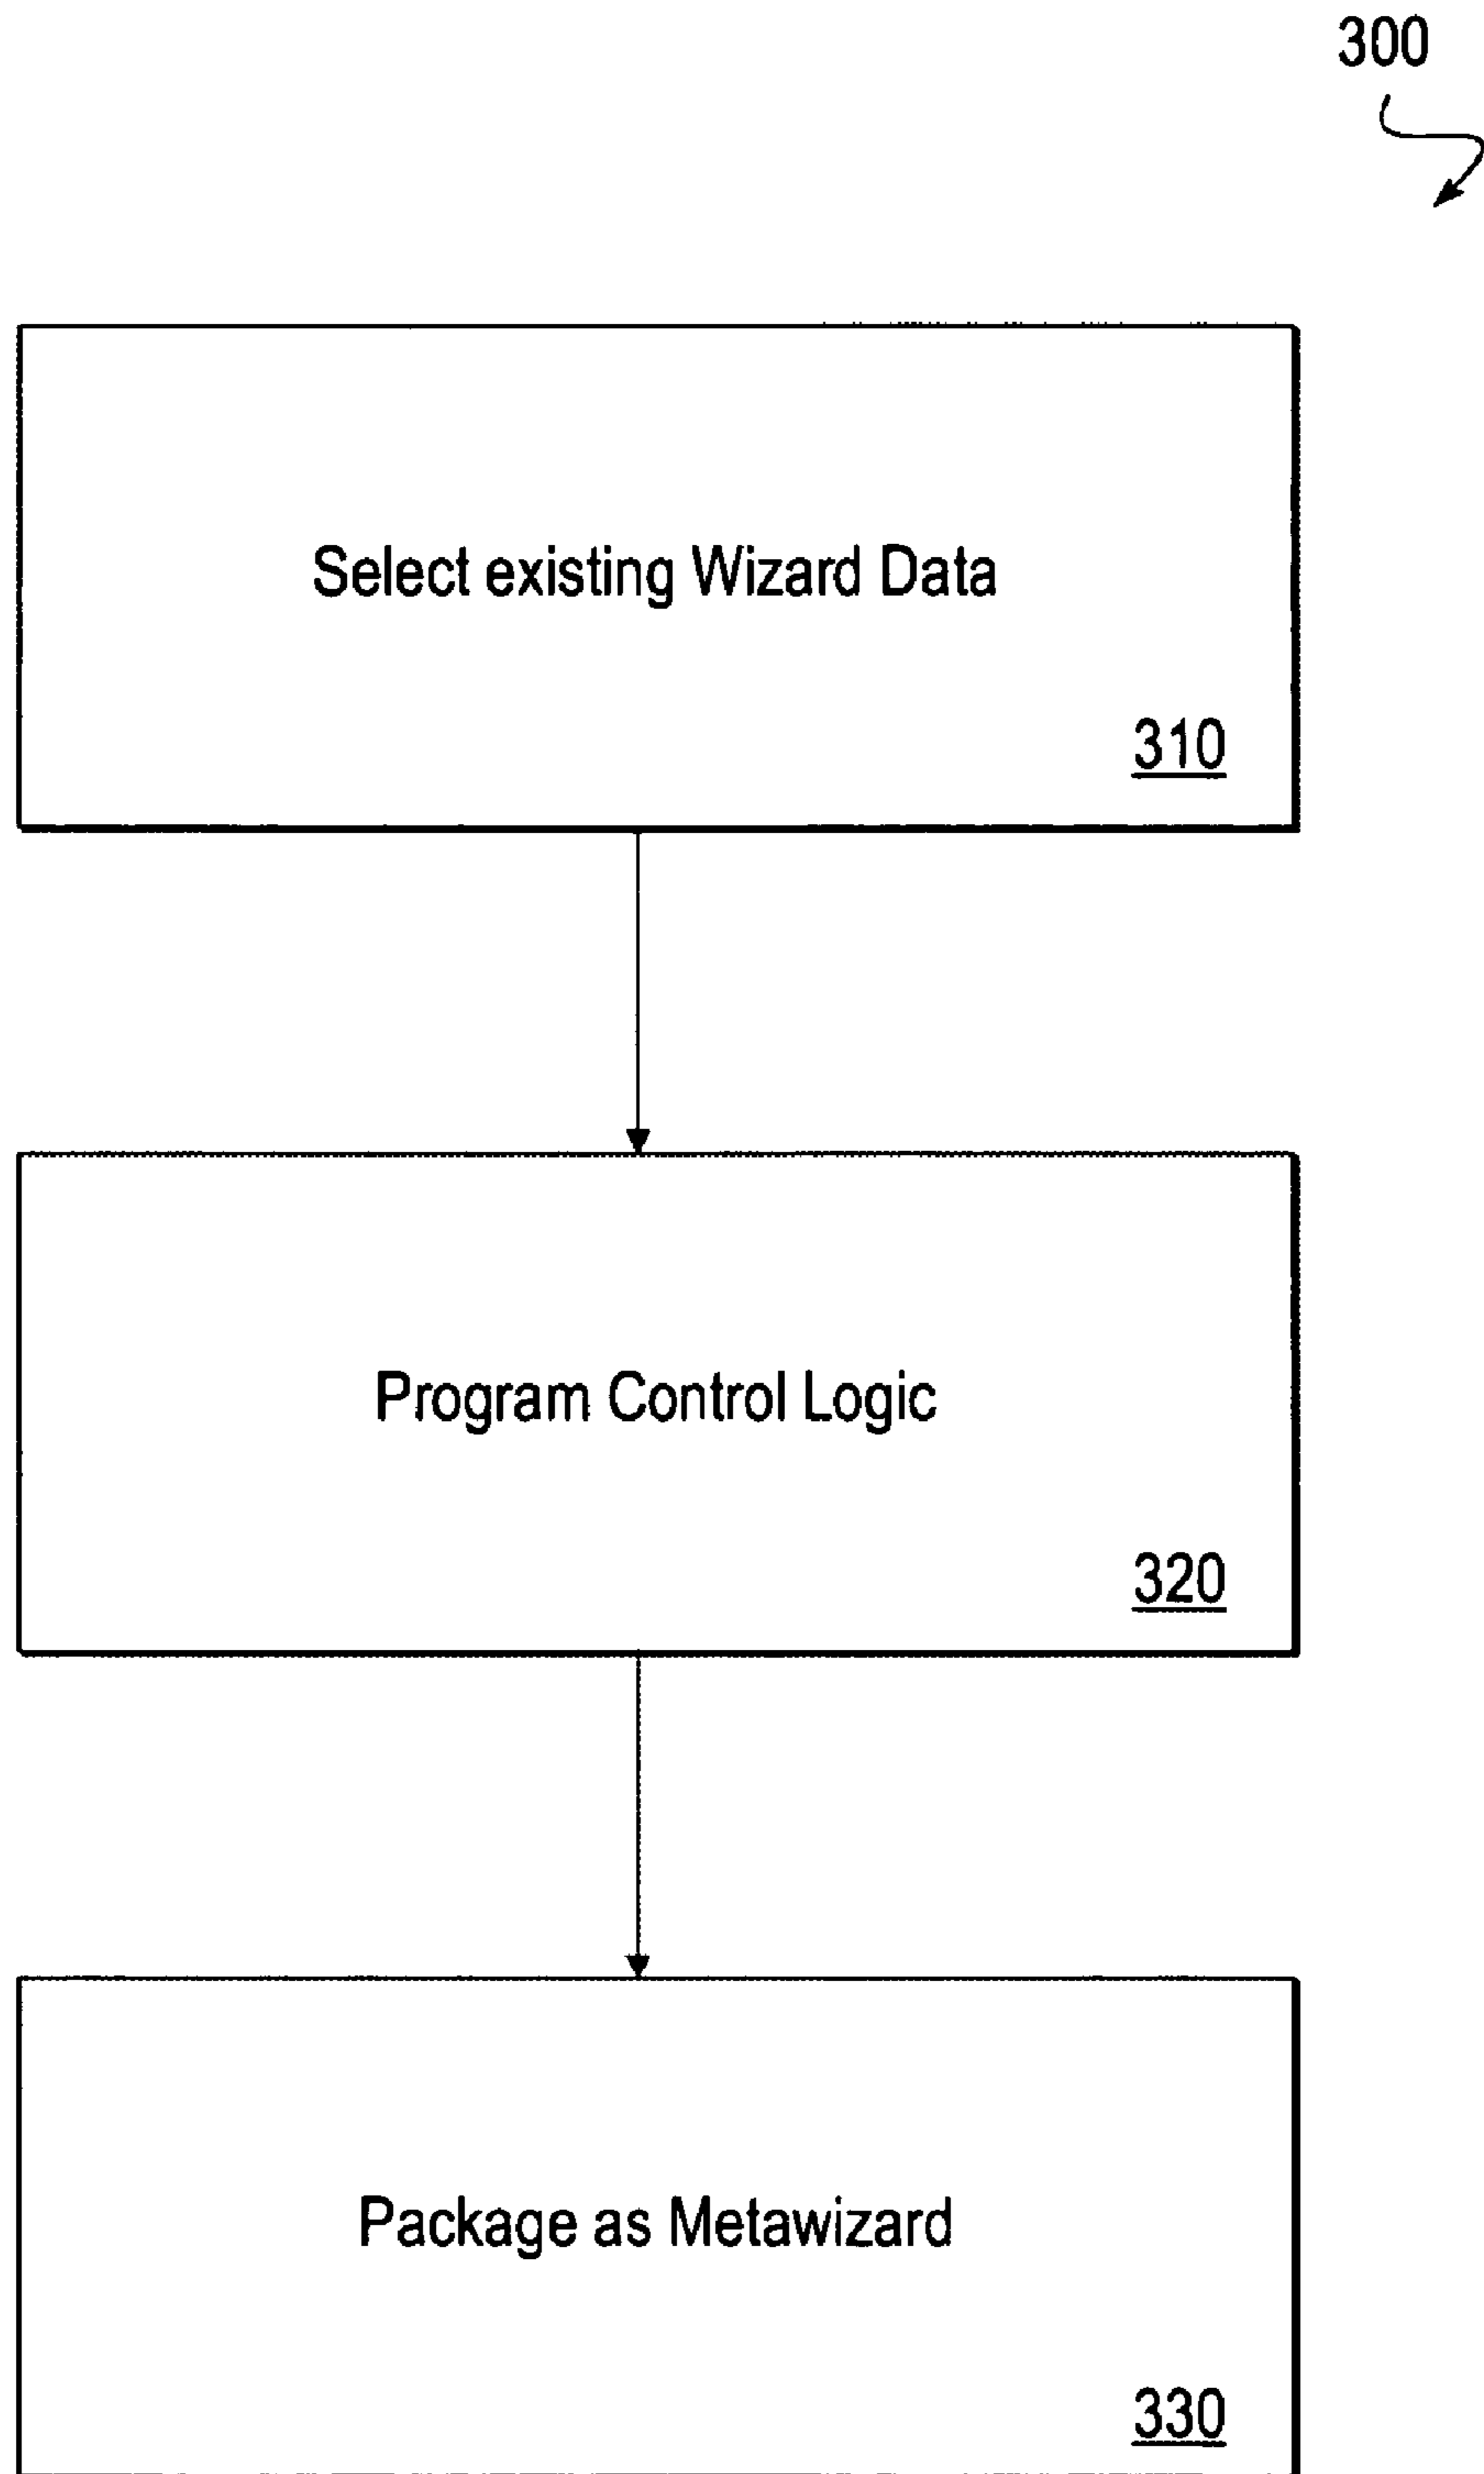 300
Select existing Wizard Data
310
Program Control Logic
320
Package as Metawizard
330